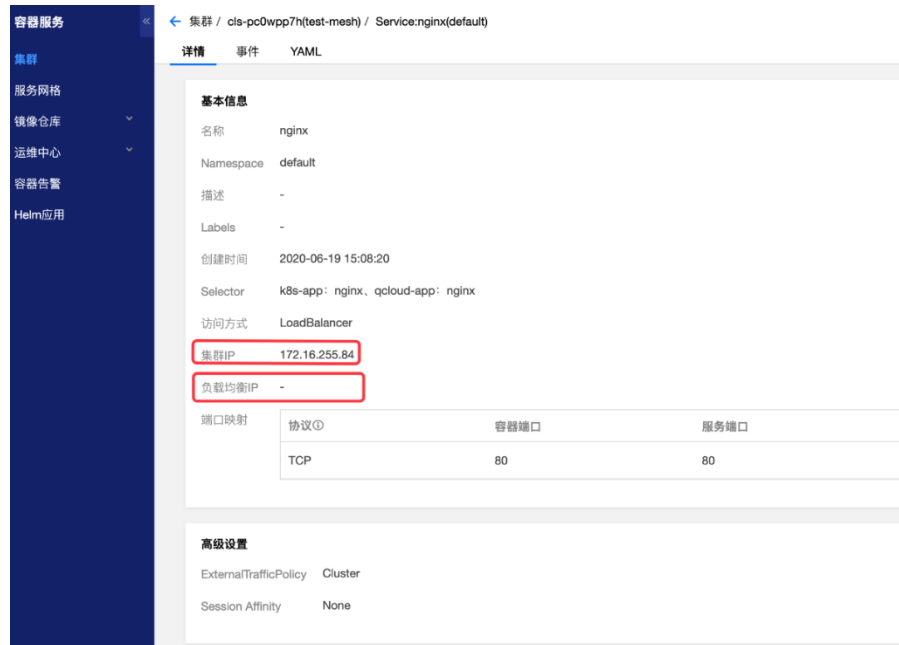 容器服务
«
集群
服务网格
镜像仓库
运维中心
容器告警
Helm应用
← 集群 / cls-pc0wpp7h(test-mesh) / Service:nginx(default)
详情 事件 YAML
基本信息
名称 nginx
Namespace default
描述 -
Labels -
创建时间 2020-06-19 15:08:20
Selector k8s-app：nginx、qcloud-app：nginx
访问方式 LoadBalancer
集群IP 172.16.255.84
负载均衡IP -
端口映射
协议 容器端口 服务端口
TCP 80 80
高级设置
ExternalTrafficPolicy Cluster
Session Affinity None